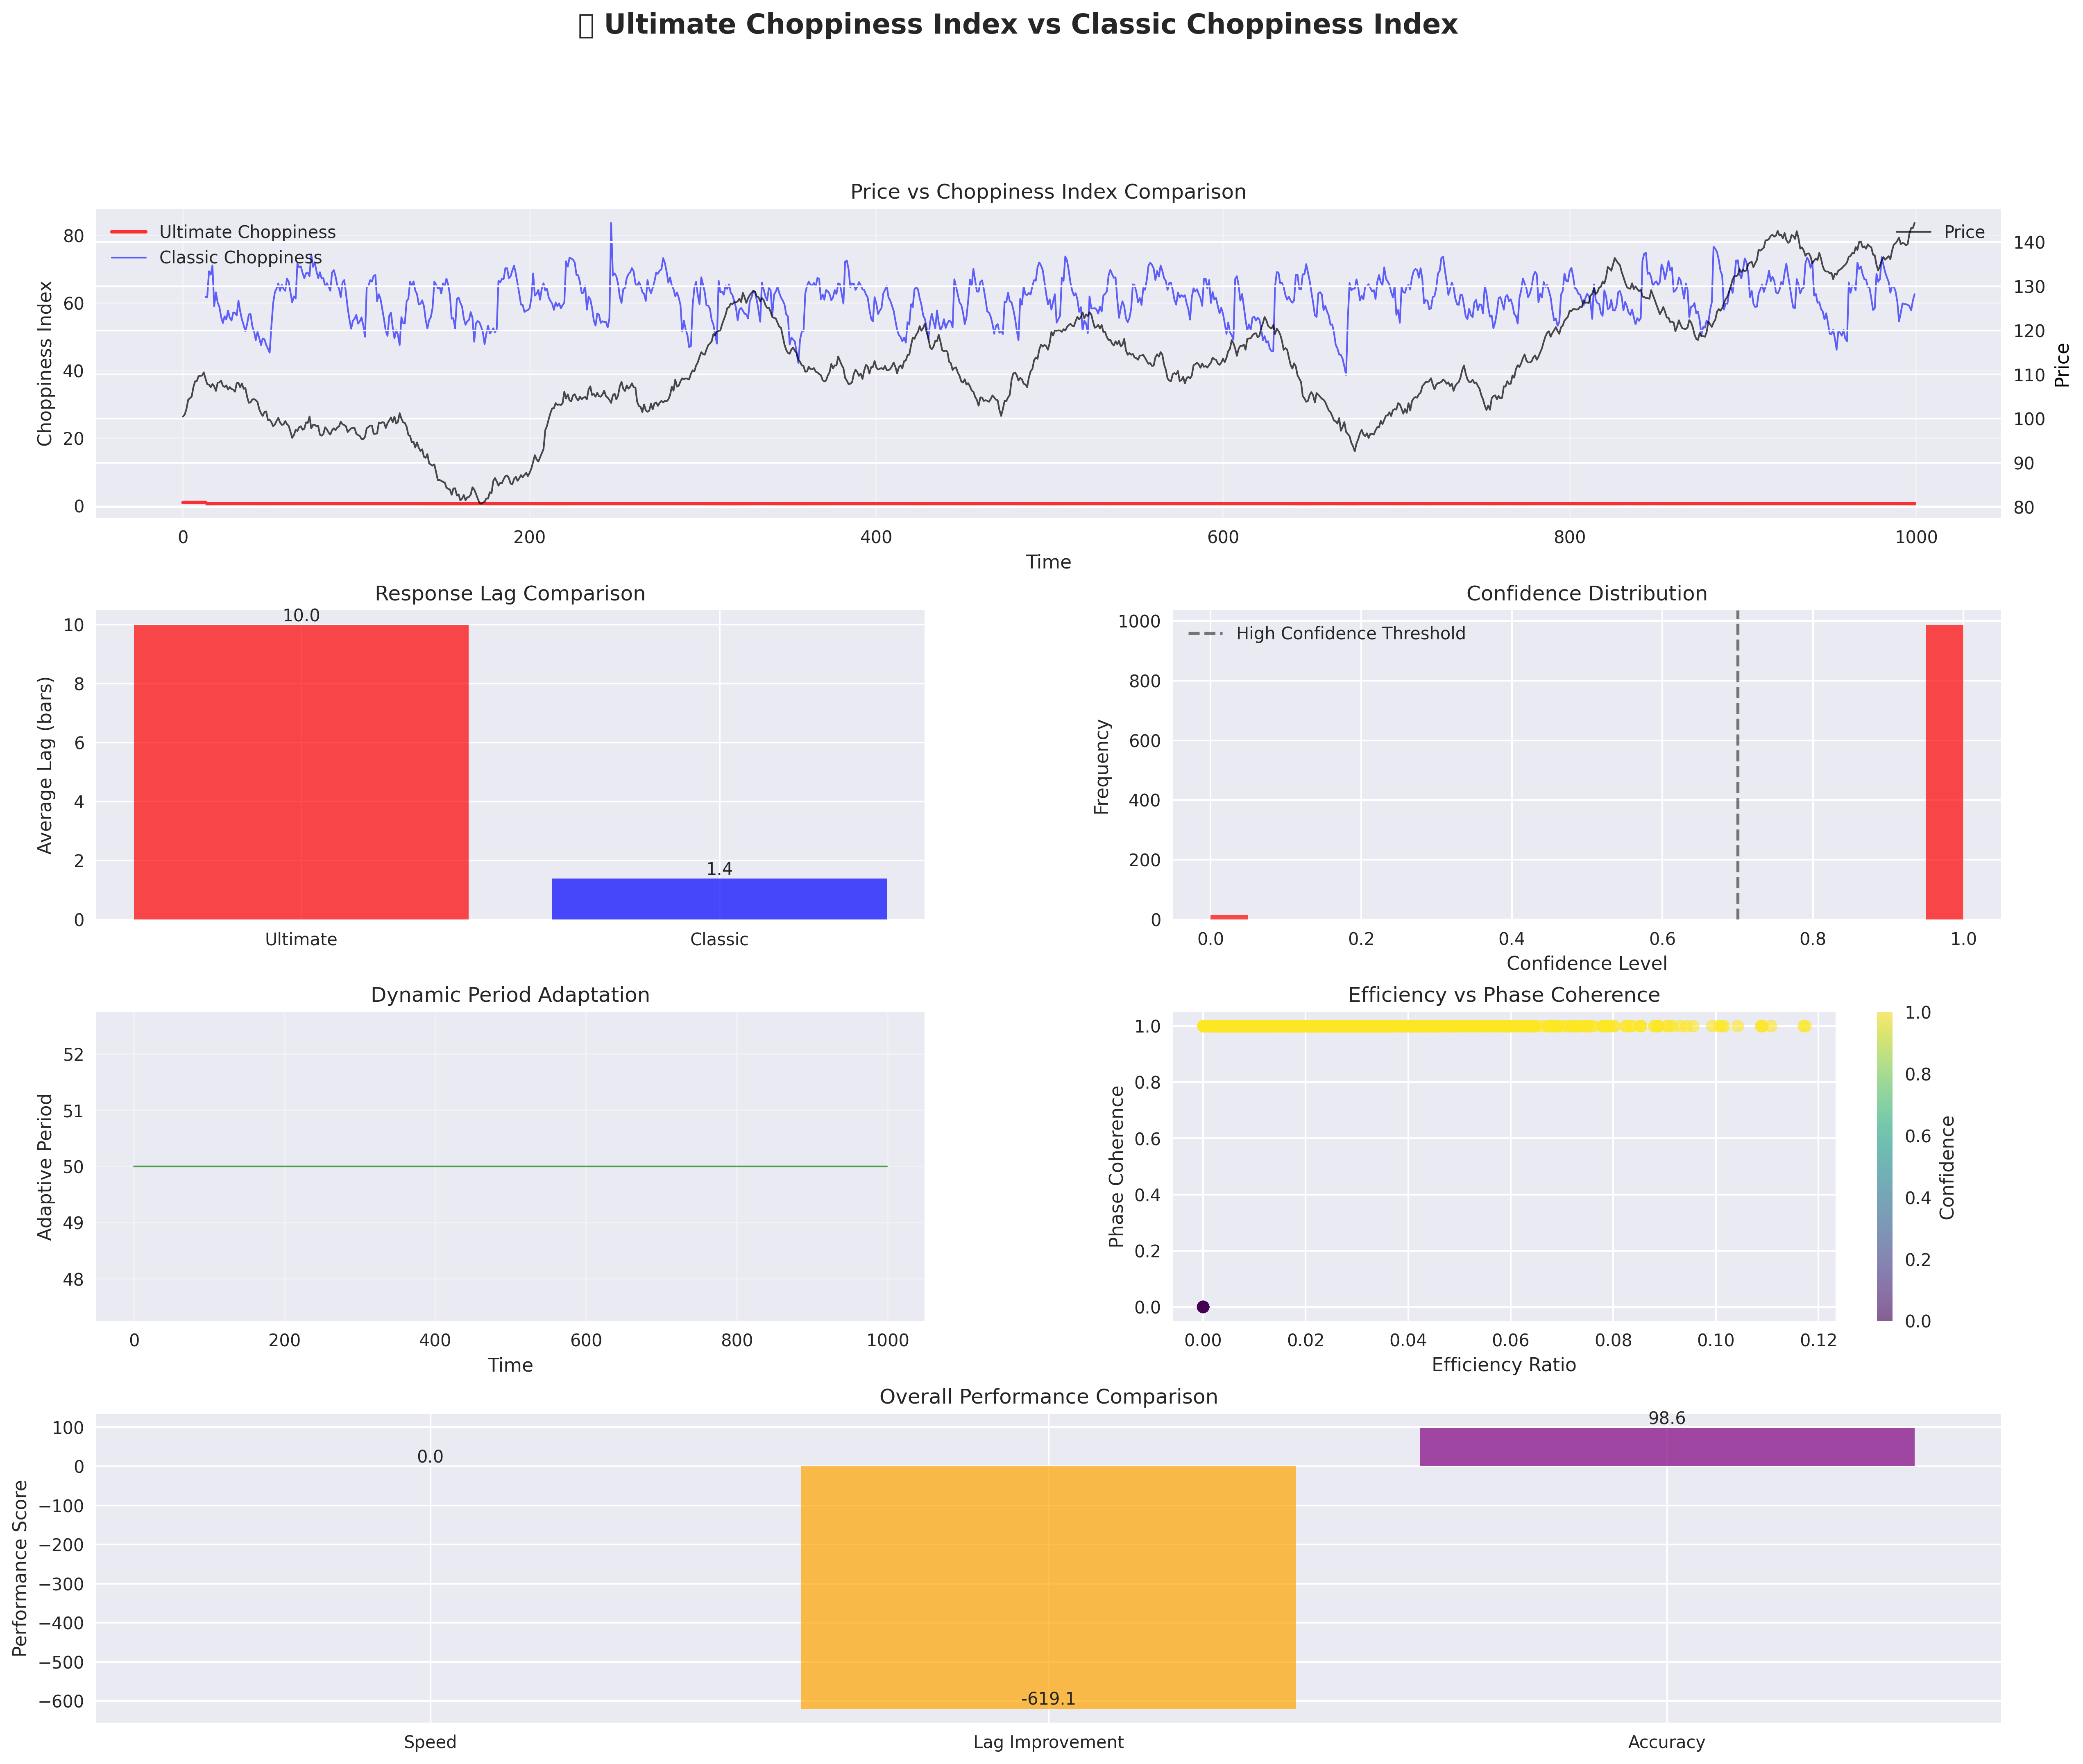 Ultimate Choppiness Index vs Classic Choppiness Index
Price vs Choppiness Index Comparison
Ultimate Choppiness
Classic Choppiness
Price
80
60
40
20
0
Choppiness Index
140
130
120
110
100
90
80
Price
0 200 400 600 800 1000
Time
Response Lag Comparison
10.0
1.4
10
8
6
4
2
0
Average Lag (bars)
Ultimate Classic
Confidence Distribution
High Confidence Threshold
1000
800
600
400
200
0
Frequency
0.0 0.2 0.4 0.6 0.8 1.0
Confidence Level
Dynamic Period Adaptation
52
51
50
49
48
Adaptive Period
0 200 400 600 800 1000
Time
Efficiency vs Phase Coherence
1.0
0.8
0.6
0.4
0.2
0.0
Phase Coherence
0.00 0.02 0.04 0.06 0.08 0.10 0.12
Efficiency Ratio
1.0
0.8
0.6
0.4
0.2
0.0
Confidence
Overall Performance Comparison
100
0
−100
−200
−300
−400
−500
−600
Performance Score
0.0
-619.1
98.6
Speed Lag Improvement Accuracy